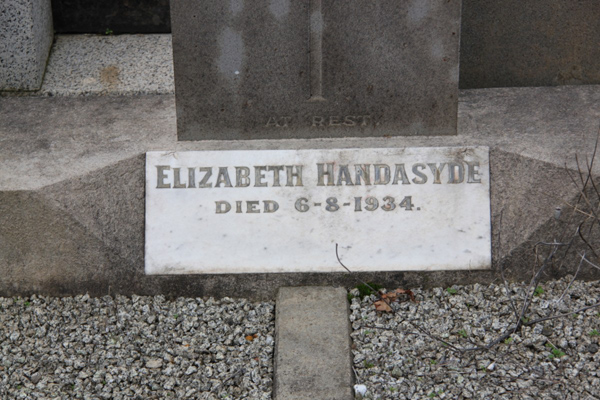 AT REST.
ELIZABETH HANDASYDE
DIED 6-8-1934.